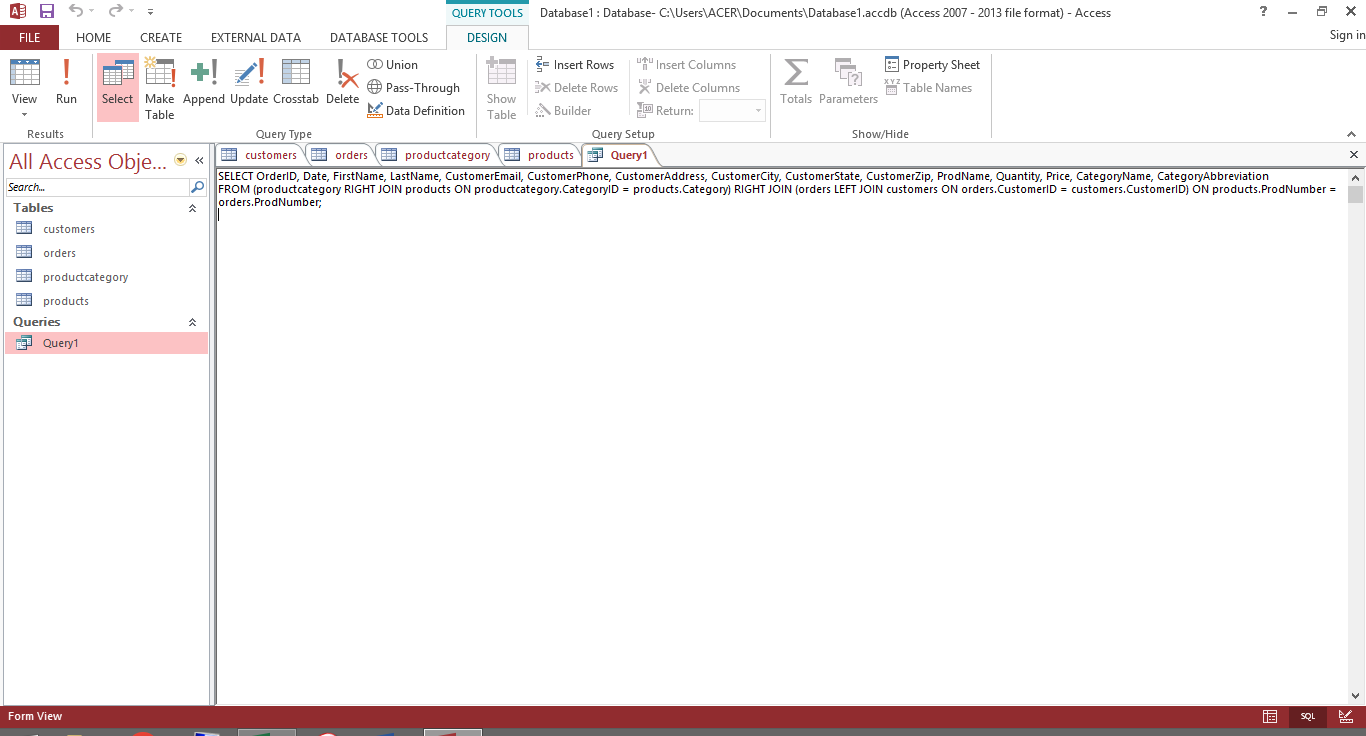 QUERY TOOLS
Database1 : Database- C:\Users\ACER\Documents\Database1.accdb (Access 2007 - 2013 file format) - Access
?
FILE HOME CREATE EXTERNAL DATA DATABASE TOOLS DESIGN
Sign in
View
Run
Results
Select
Make Table
Append
Update
Crosstab
Delete
Union
Pass-Through
Data Definition
Query Type
Show Table
Insert Rows
Delete Rows
Builder
Insert Columns
Delete Columns
Return:
Query Setup
Totals
Parameters
Property Sheet
Table Names
Show/Hide
All Access Obje...
Search...
Tables
customers
orders
productcategory
products
Queries
Query1
customers orders productcategory products Query1
SELECT OrderID, Date, FirstName, LastName, CustomerEmail, CustomerPhone, CustomerAddress, CustomerCity, CustomerState, CustomerZip, ProdName, Quantity, Price, CategoryName, CategoryAbbreviation
FROM (productcategory RIGHT JOIN products ON productcategory.CategoryID = products.Category) RIGHT JOIN (orders LEFT JOIN customers ON orders.CustomerID = customers.CustomerID) ON products.ProdNumber =
orders.ProdNumber;
Form View
SQL